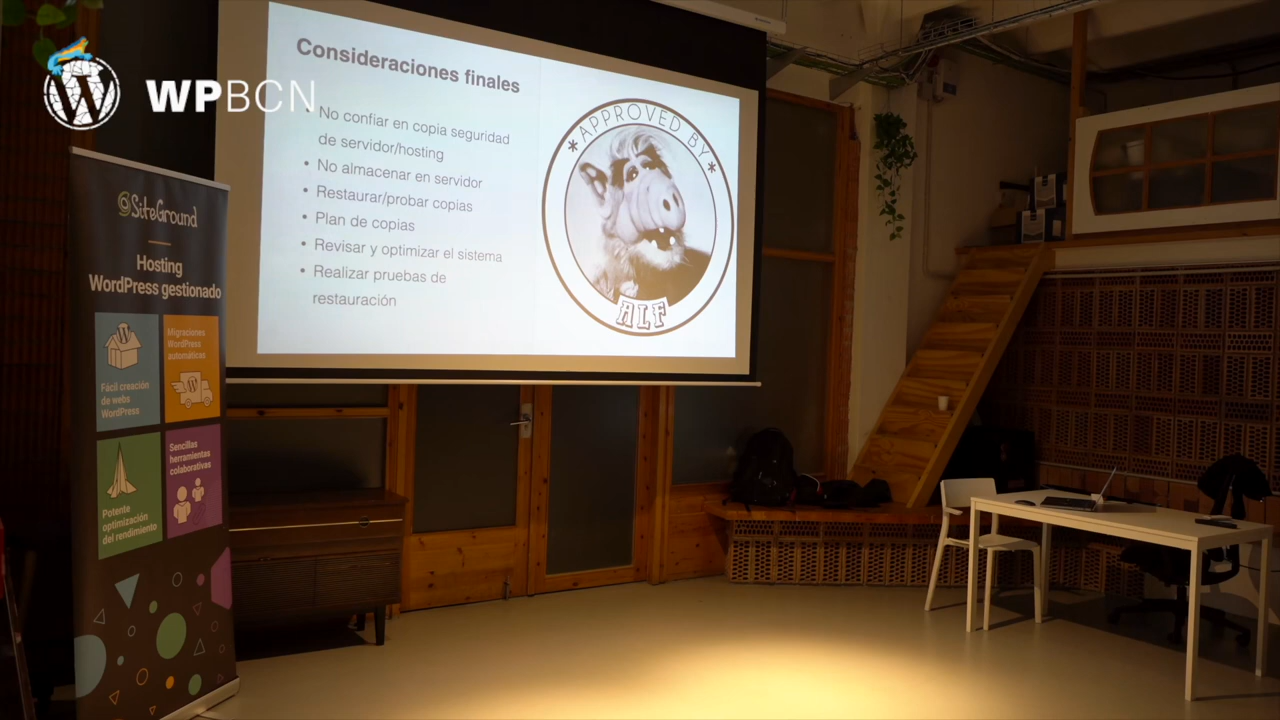 WPBCN
Consideraciones finales
• No confiar en copia seguridad
de servidor/hosting
• No almacenar en servidor
• Restaurar/probar copias
• Plan de copias
• Revisar y optimizar el sistema
• Realizar pruebas de
restauración
* APPROVED BY *
ALF
SiteGround
Hosting
WordPress gestionado
Fácil creación
de webs
WordPress
Migraciones
WordPress
automáticas
Potente
optimización
del rendimiento
Sencillas
herramientas
colaborativas